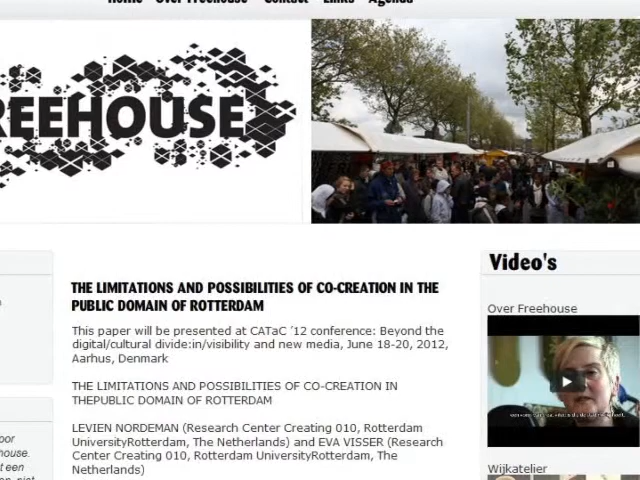 Home Over Freehouse Contact Links Agenda
REEHOUSE
Video's
THE LIMITATIONS AND POSSIBILITIES OF CO-CREATION IN THE
PUBLIC DOMAIN OF ROTTERDAM
This paper will be presented at CATaC ´12 conference: Beyond the
digital/cultural divide:in/visibility and new media, June 18-20, 2012,
Aarhus, Denmark
THE LIMITATIONS AND POSSIBILITIES OF CO-CREATION IN
THEPUBLIC DOMAIN OF ROTTERDAM
LEVIEN NORDEMAN (Research Center Creating 010, Rotterdam
UniversityRotterdam, The Netherlands) and EVA VISSER (Research
Center Creating 010, Rotterdam UniversityRotterdam, The
Netherlands)
oor
house.
t een
Over Freehouse
Wijkatelier